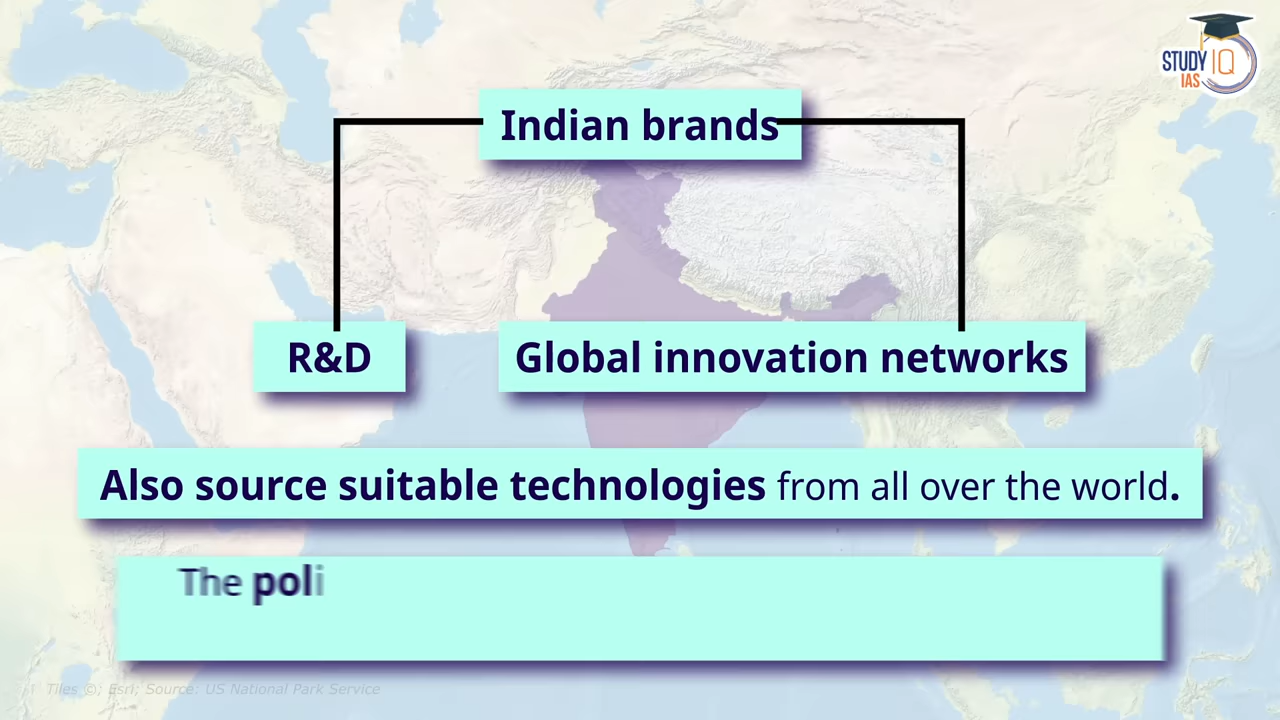 STUDY IQ
IAS
Indian brands
R&D
Global innovation networks
Also source suitable technologies from all over the world.
The poli
Tiles ©; Esri; Source: US National Park Service